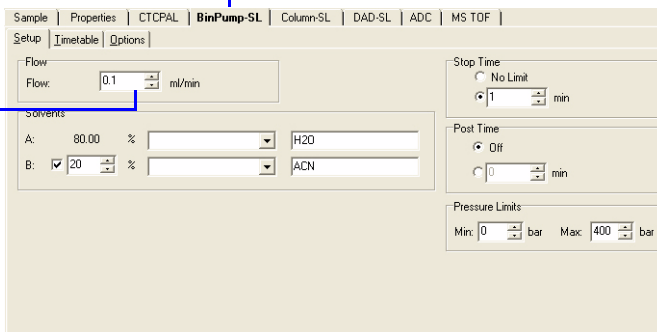 Sample Properties CTCPAL BinPump-SL Column-SL DAD-SL ADC MS TOF
Setup Timetable Options
Flow
Flow: 0.1 ml/min
Solvents
A: 80.00 % H2O
B: 20 % ACN
Stop Time
No Limit
1 min
Post Time
Off
0 min
Pressure Limits
Min: 0 bar Max: 400 bar